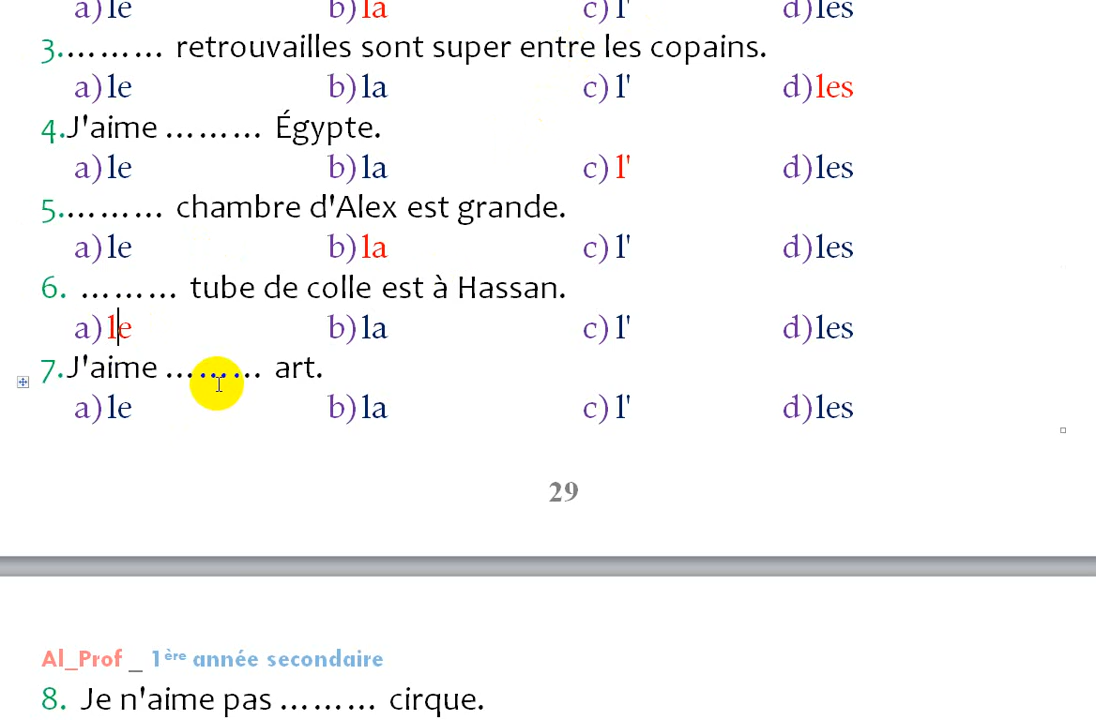 a) le b) la c) l' d) les
3.……… retrouvailles sont super entre les copains.
a) le b) la c) l' d) les
4.J'aime ……… Égypte.
a) le b) la c) l' d) les
5.……… chambre d'Alex est grande.
a) le b) la c) l' d) les
6. ……… tube de colle est à Hassan.
a) le b) la c) l' d) les
7.J'aime ……… art.
a) le b) la c) l' d) les
29
Al_Prof _ 1ère année secondaire
8. Je n'aime pas ……… cirque.